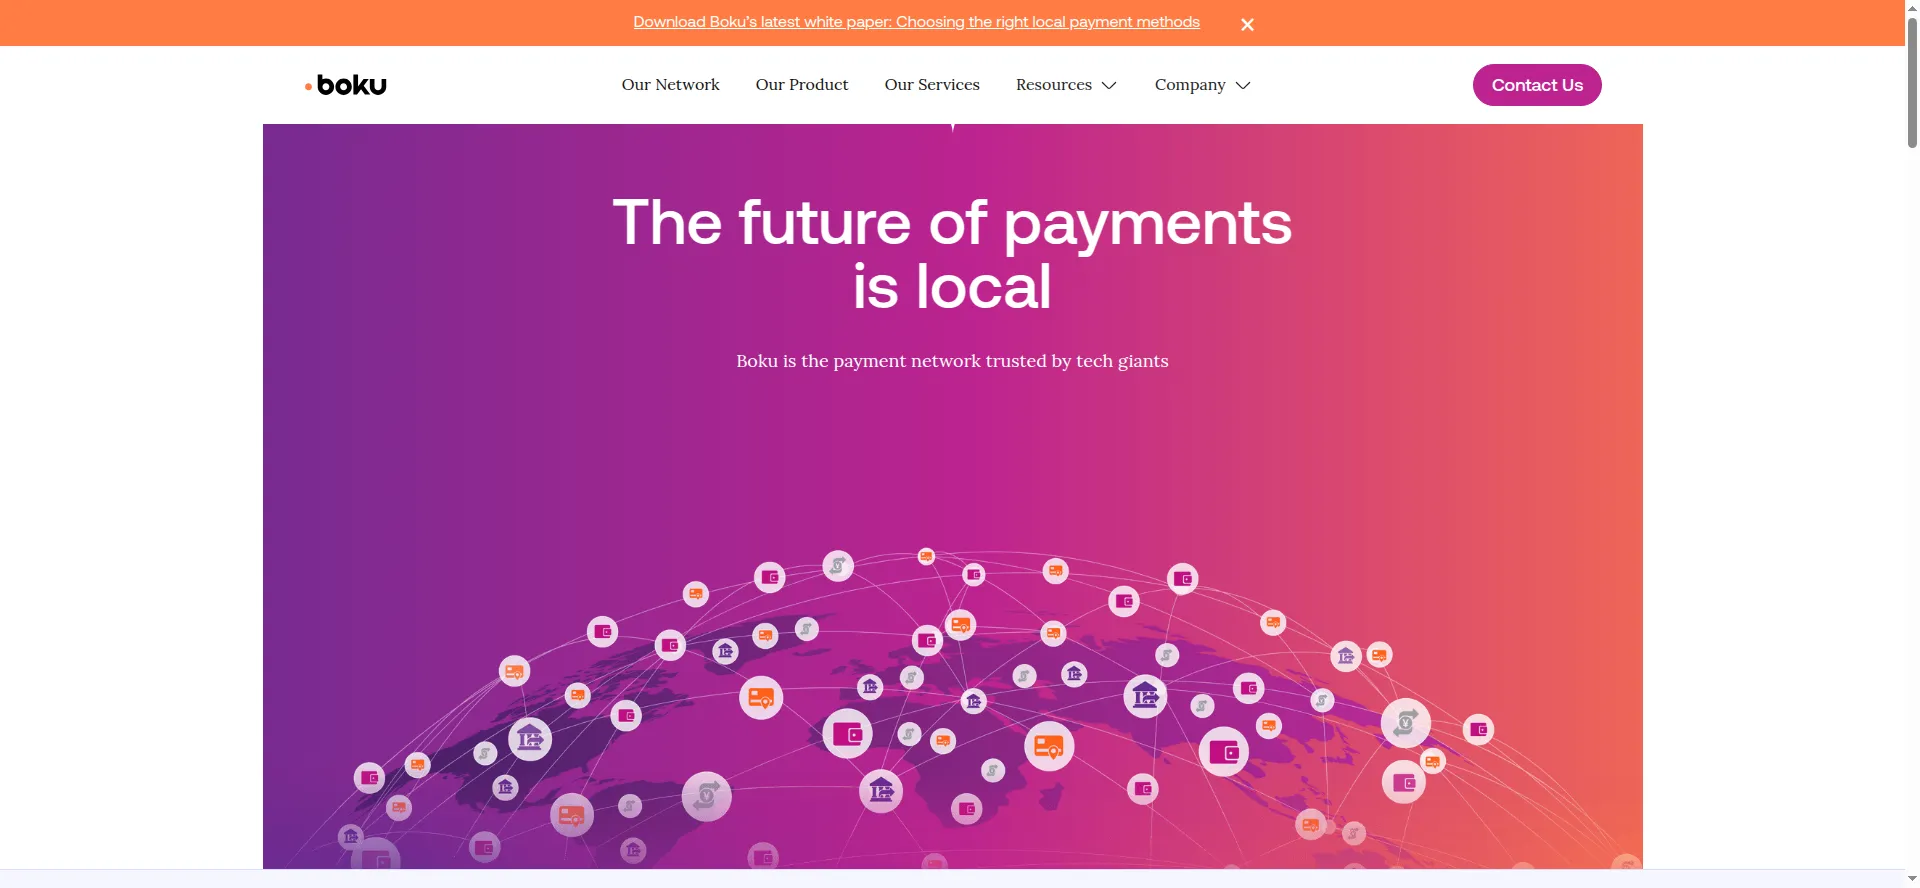 Download Boku's latest white paper: Choosing the right local payment methods
boku
Our Network
Our Product
Our Services
Resources
Company
Contact Us
The future of payments
is local
Boku is the payment network trusted by tech giants